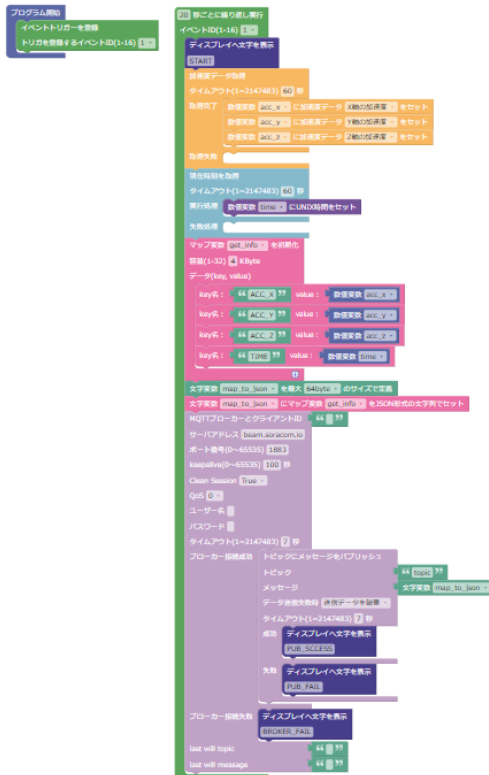 プログラム開始
イベントトリガーを登録
トリガを登録するイベントID(1-16) 1
20 秒ごとに繰り返し実行
イベントID(1-16) 1
ディスプレイへ文字を表示
START
加速度データ取得
タイムアウト(1~2147483) 60 秒
取得完了 数値変数 acc_x に加速度データ X軸の加速度 をセット
数値変数 acc_y に加速度データ Y軸の加速度 をセット
数値変数 acc_z に加速度データ Z軸の加速度 をセット
取得失敗
現在時刻を取得
タイムアウト(1~2147483) 60 秒
実行処理 数値変数 time にUNIX時間をセット
失敗処理
マップ変数 get_info を初期化
容量(1-32) 4 KByte
データ(key, value)
key名： “ ACC_X ” value： 数値変数 acc_x
key名： “ ACC_Y ” value： 数値変数 acc_y
key名： “ ACC_Z ” value： 数値変数 acc_z
key名： “ TIME ” value： 数値変数 time
文字変数 map_to_json を最大 64byte のサイズで定義
文字変数 map_to_json にマップ変数 get_info をJSON形式の文字列でセット
MQTTブローカーとクライアントID “ ”
サーバアドレス beam.soracom.io
ポート番号(0~65535) 1883
keepalive(0~65535) 100 秒
Clean Session True
QoS 0
ユーザー名
パスワード
タイムアウト(1~2147483) 7 秒
ブローカー接続成功 トピックにメッセージをパブリッシュ
トピック “ topic ”
メッセージ 文字変数 map_to_json
データ送信失敗時 送信データを破棄
タイムアウト(1~2147483) 7 秒
成功 ディスプレイへ文字を表示
PUB_SCCESS
失敗 ディスプレイへ文字を表示
PUB_FAIL
ブローカー接続失敗 ディスプレイへ文字を表示
BROKER_FAIL
last will topic “ ”
last will message “ ”